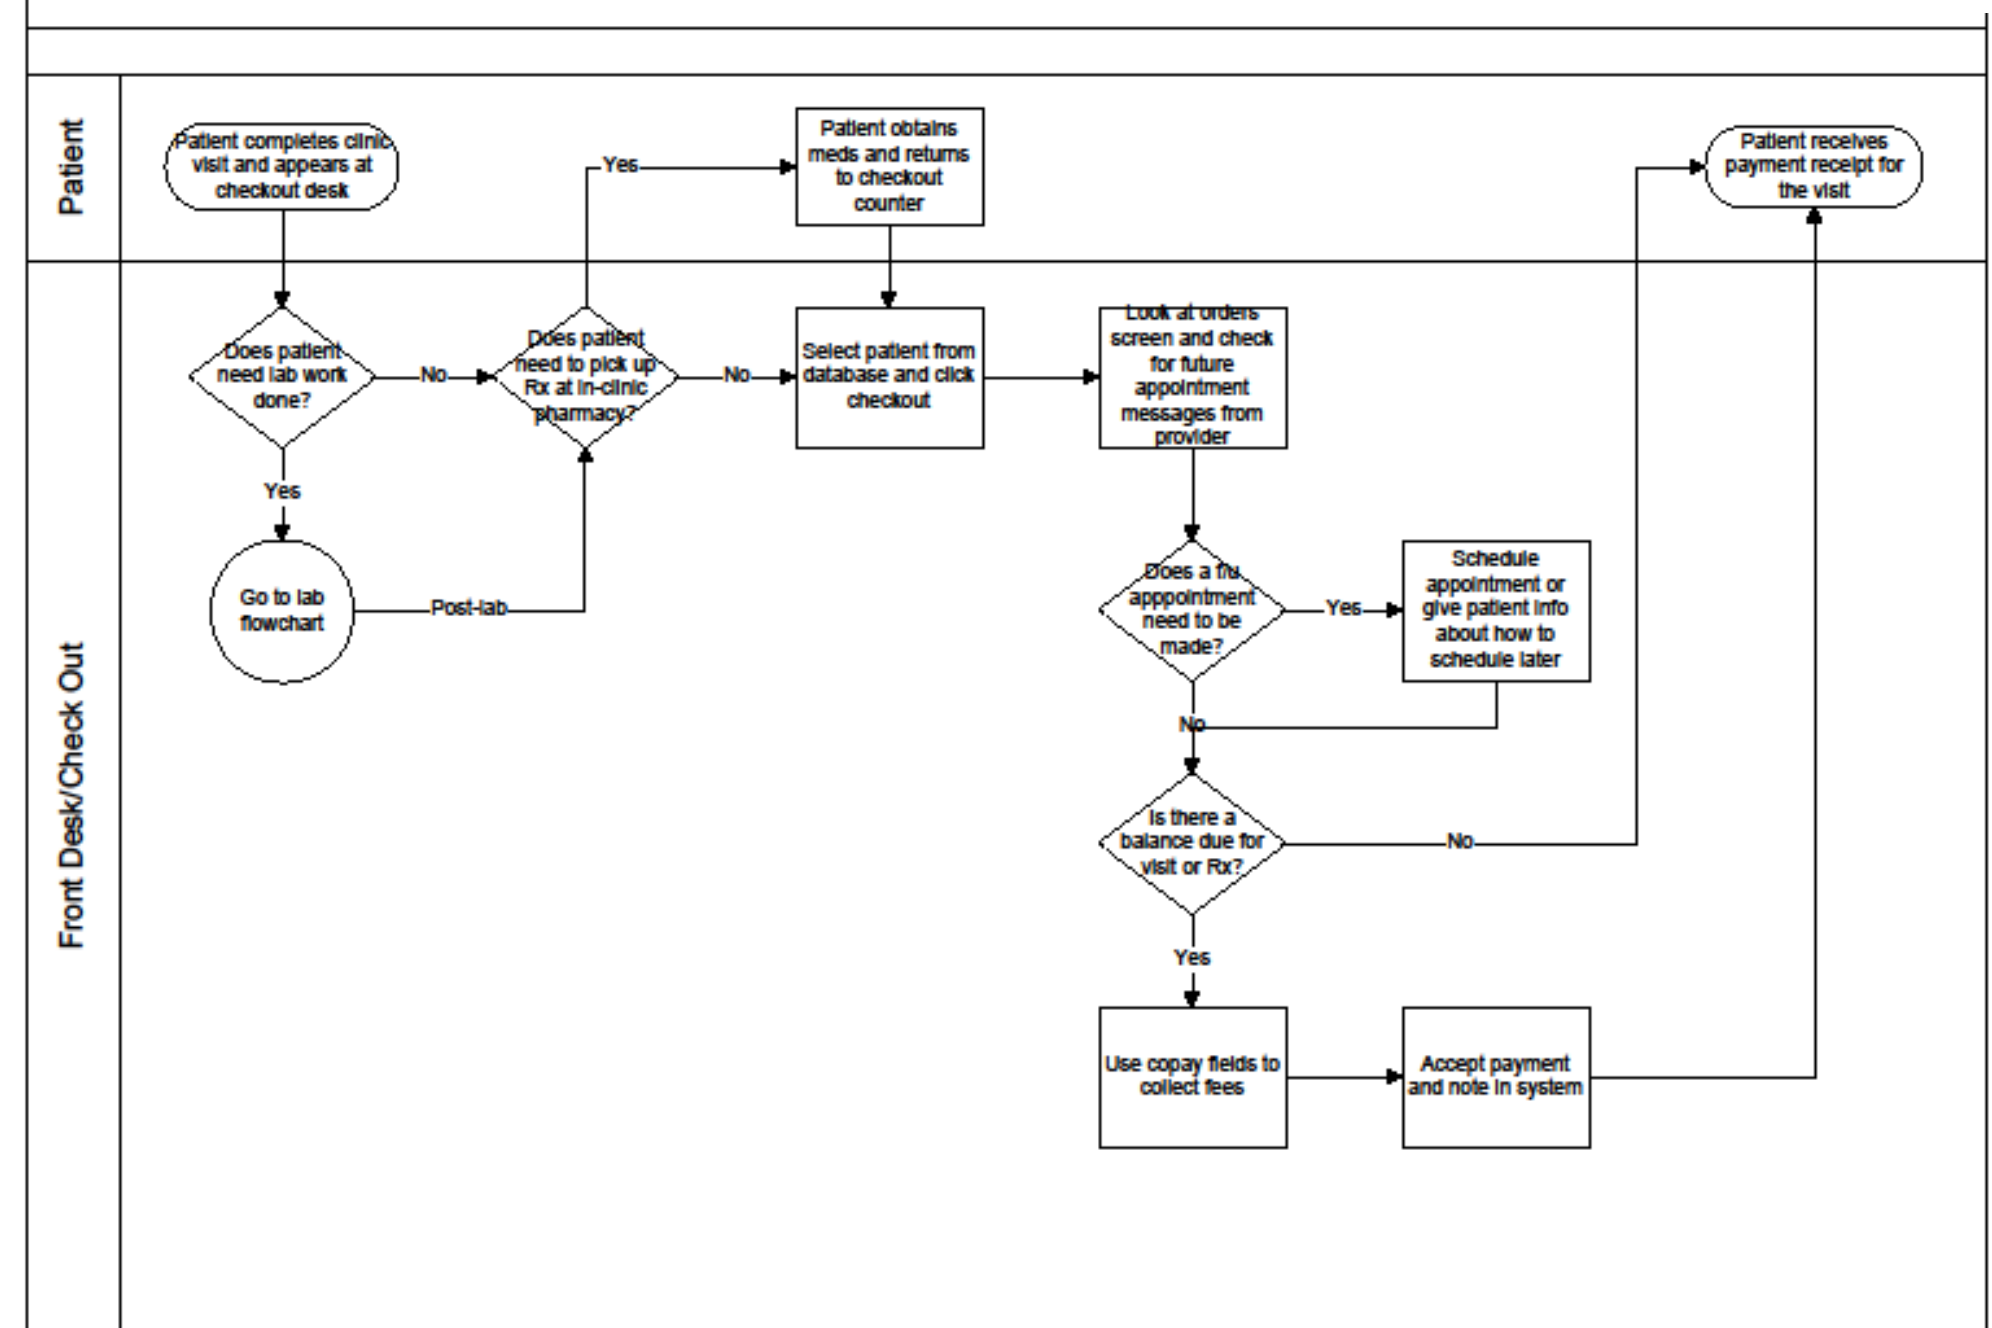 Patient
Patient completes clinic
visit and appears at
checkout desk
Yes
Patient obtains
meds and returns
to checkout
counter
Patient receives
payment receipt for
the visit
Front Desk/Check Out
Does patient
need lab work
done?
No
Does patient
need to pick up
Rx at in-clinic
pharmacy?
No
Select patient from
database and click
checkout
Look at orders
screen and check
for future
appointment
messages from
provider
Yes
Go to lab
flowchart
Post-lab
Does a f/u
apppointment
need to be
made?
Yes
Schedule
appointment or
give patient info
about how to
schedule later
No
Is there a
balance due for
visit or Rx?
No
Yes
Use copay fields to
collect fees
Accept payment
and note in system